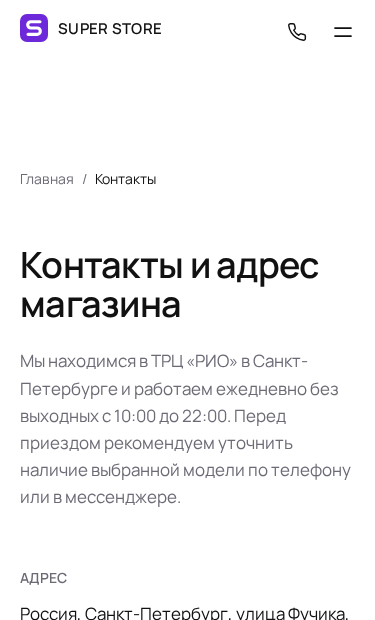 SUPER STORE
Главная / Контакты
Контакты и адрес
магазина
Мы находимся в ТРЦ «РИО» в Санкт-
Петербурге и работаем ежедневно без
выходных с 10:00 до 22:00. Перед
приездом рекомендуем уточнить
наличие выбранной модели по телефону
или в мессенджере.
АДРЕС
Россия, Санкт-Петербург, улица Фучика,